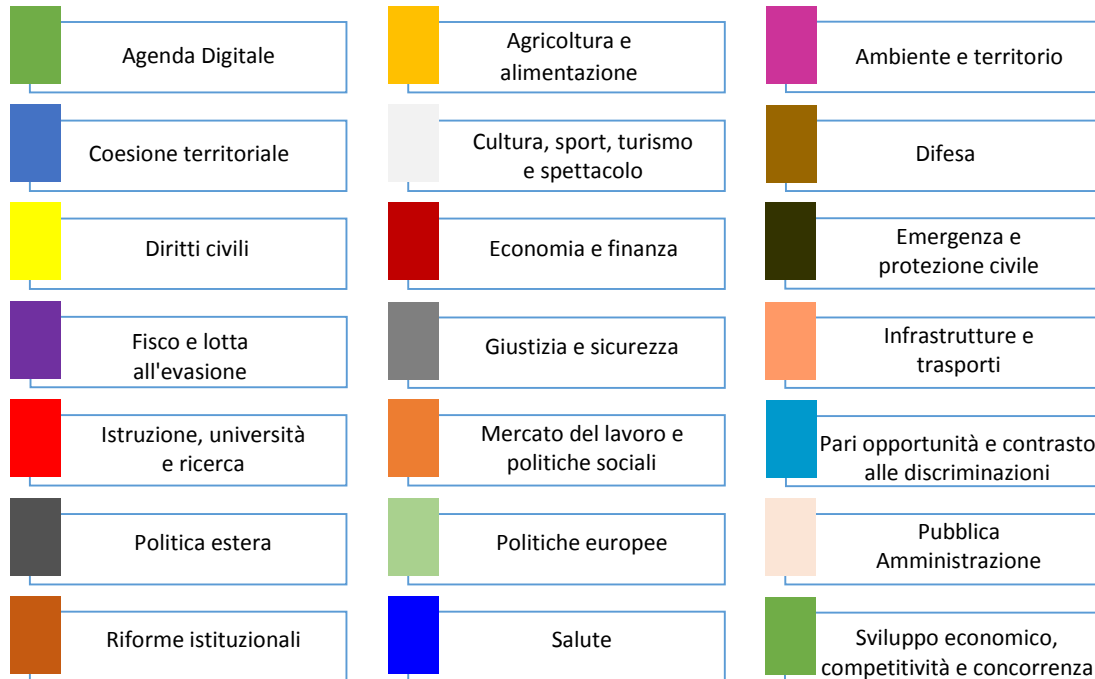 Agenda Digitale
Agricoltura e
alimentazione
Ambiente e territorio
Coesione territoriale
Cultura, sport, turismo
e spettacolo
Difesa
Diritti civili
Economia e finanza
Emergenza e
protezione civile
Fisco e lotta
all'evasione
Giustizia e sicurezza
Infrastrutture e
trasporti
Istruzione, università
e ricerca
Mercato del lavoro e
politiche sociali
Pari opportunità e contrasto
alle discriminazioni
Politica estera
Politiche europee
Pubblica
Amministrazione
Riforme istituzionali
Salute
Sviluppo economico,
competitività e concorrenza